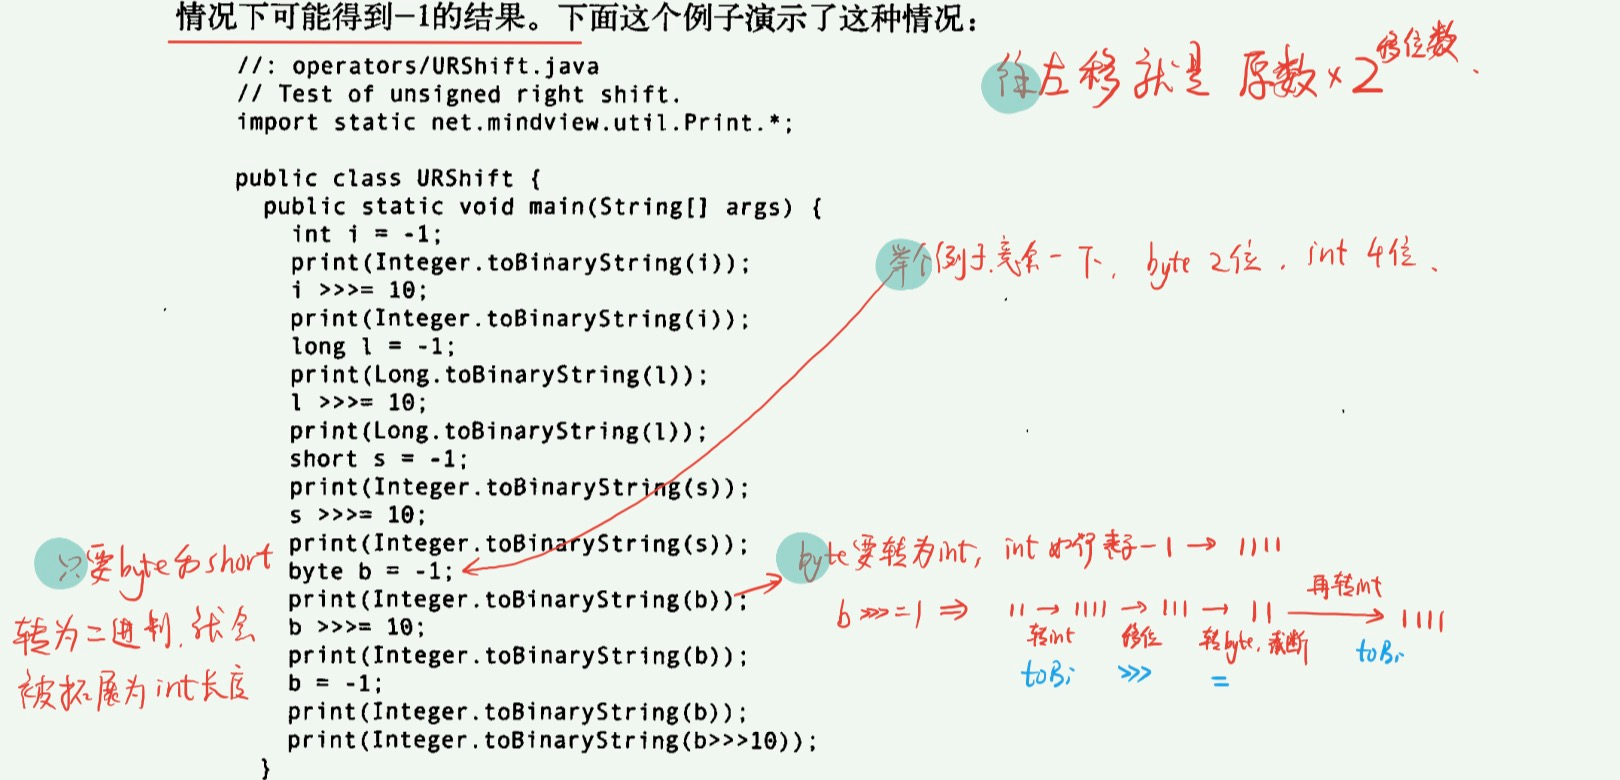 情况下可能得到-1的结果。下面这个例子演示了这种情况:
//: operators/URShift.java
// Test of unsigned right shift.
import static net.mindview.util.Print.*;
往左移就是 原数×2^移位数.
public class URShift {
public static void main(String[] args) {
int i = -1;
print(Integer.toBinaryString(i));
举个例子意会一下, byte 2位, int 4位、
i >>>= 10;
print(Integer.toBinaryString(i));
long l = -1;
print(Long.toBinaryString(l));
l >>>= 10;
print(Long.toBinaryString(l));
short s = -1;
print(Integer.toBinaryString(s));
s >>>= 10;
print(Integer.toBinaryString(s));
byte b = -1;
print(Integer.toBinaryString(b));
b >>>= 10;
print(Integer.toBinaryString(b));
b = -1;
print(Integer.toBinaryString(b));
print(Integer.toBinaryString(b>>>10));
}
只要byte和short
转为二进制,就会
被拓展为int长度
byte要转为int, int如何表示-1 → 1111
b >>>=1 ⇒ 11 → 1111 → 111 → 11 → 1111
转int 移位 转byte,截断 再转int
toBi >>> = toBi